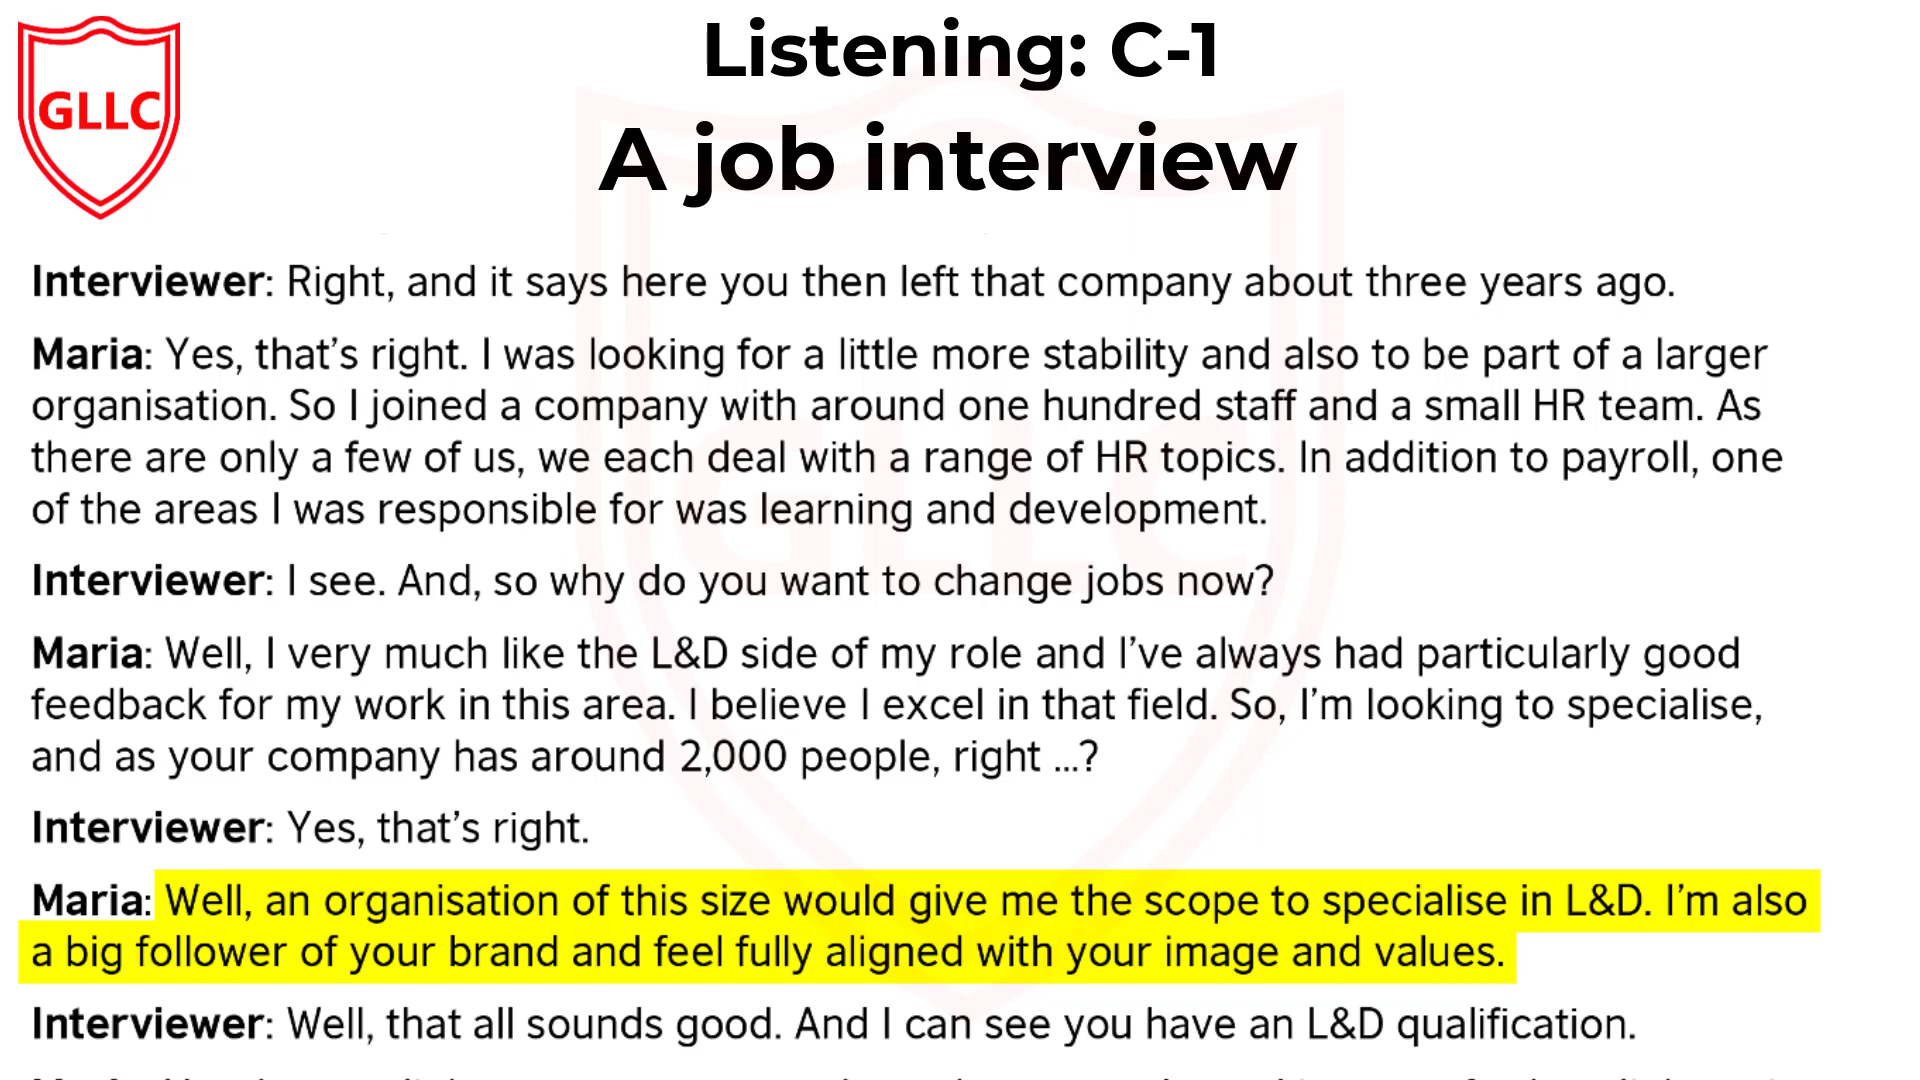 GLLC
Listening: C-1
A job interview
Interviewer: Right, and it says here you then left that company about three years ago.
Maria: Yes, that’s right. I was looking for a little more stability and also to be part of a larger
organisation. So I joined a company with around one hundred staff and a small HR team. As
there are only a few of us, we each deal with a range of HR topics. In addition to payroll, one
of the areas I was responsible for was learning and development.
Interviewer: I see. And, so why do you want to change jobs now?
Maria: Well, I very much like the L&D side of my role and I’ve always had particularly good
feedback for my work in this area. I believe I excel in that field. So, I’m looking to specialise,
and as your company has around 2,000 people, right ...?
Interviewer: Yes, that’s right.
Maria: Well, an organisation of this size would give me the scope to specialise in L&D. I’m also
a big follower of your brand and feel fully aligned with your image and values.
Interviewer: Well, that all sounds good. And I can see you have an L&D qualification.